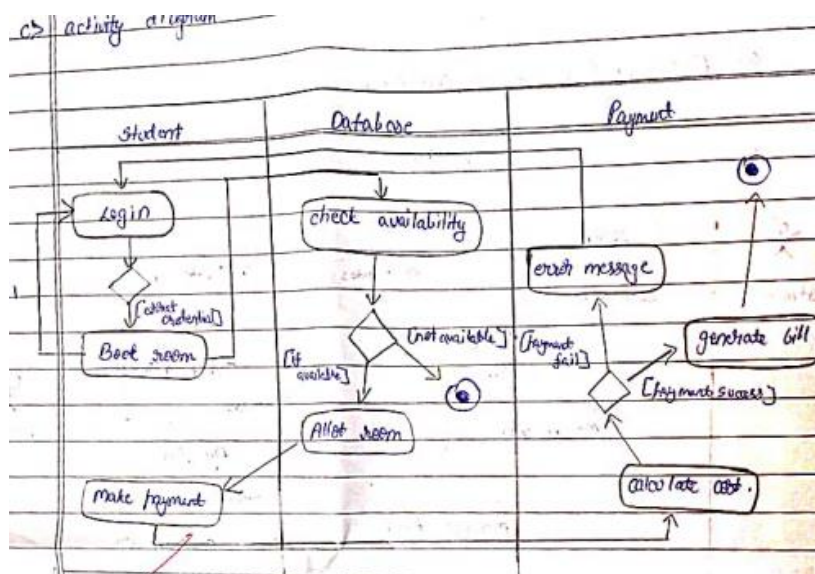 c> activity diagram
Student
Database
Payment
Login
check availability
error message
[correct
credential]
Book room
[if
available]
[not available]
[Payment
fail]
generate bill
[Payment success]
Allot room
Make payment
calculate cost.